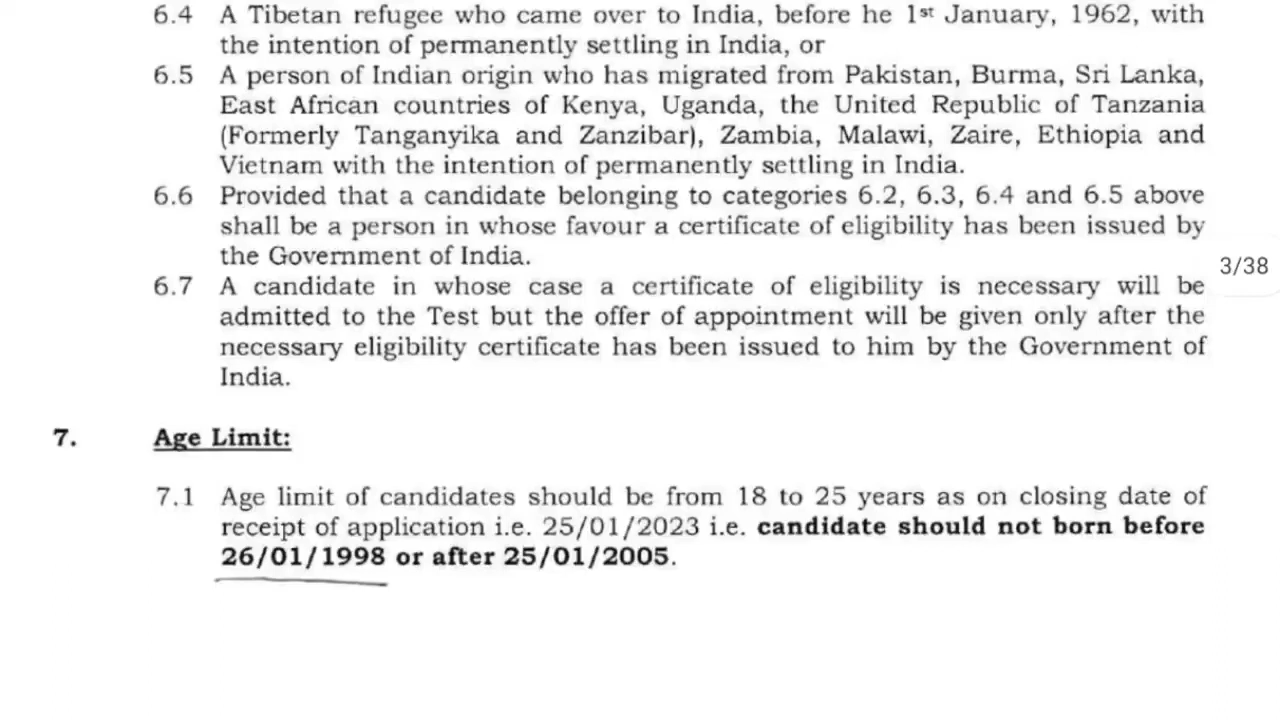 6.4 A Tibetan refugee who came over to India, before he 1st January, 1962, with
the intention of permanently settling in India, or
6.5 A person of Indian origin who has migrated from Pakistan, Burma, Sri Lanka,
East African countries of Kenya, Uganda, the United Republic of Tanzania
(Formerly Tanganyika and Zanzibar), Zambia, Malawi, Zaire, Ethiopia and
Vietnam with the intention of permanently settling in India.
6.6 Provided that a candidate belonging to categories 6.2, 6.3, 6.4 and 6.5 above
shall be a person in whose favour a certificate of eligibility has been issued by
the Government of India.
3/38
6.7 A candidate in whose case a certificate of eligibility is necessary will be
admitted to the Test but the offer of appointment will be given only after the
necessary eligibility certificate has been issued to him by the Government of
India.
7. Age Limit:
7.1 Age limit of candidates should be from 18 to 25 years as on closing date of
receipt of application i.e. 25/01/2023 i.e. candidate should not born before
26/01/1998 or after 25/01/2005.